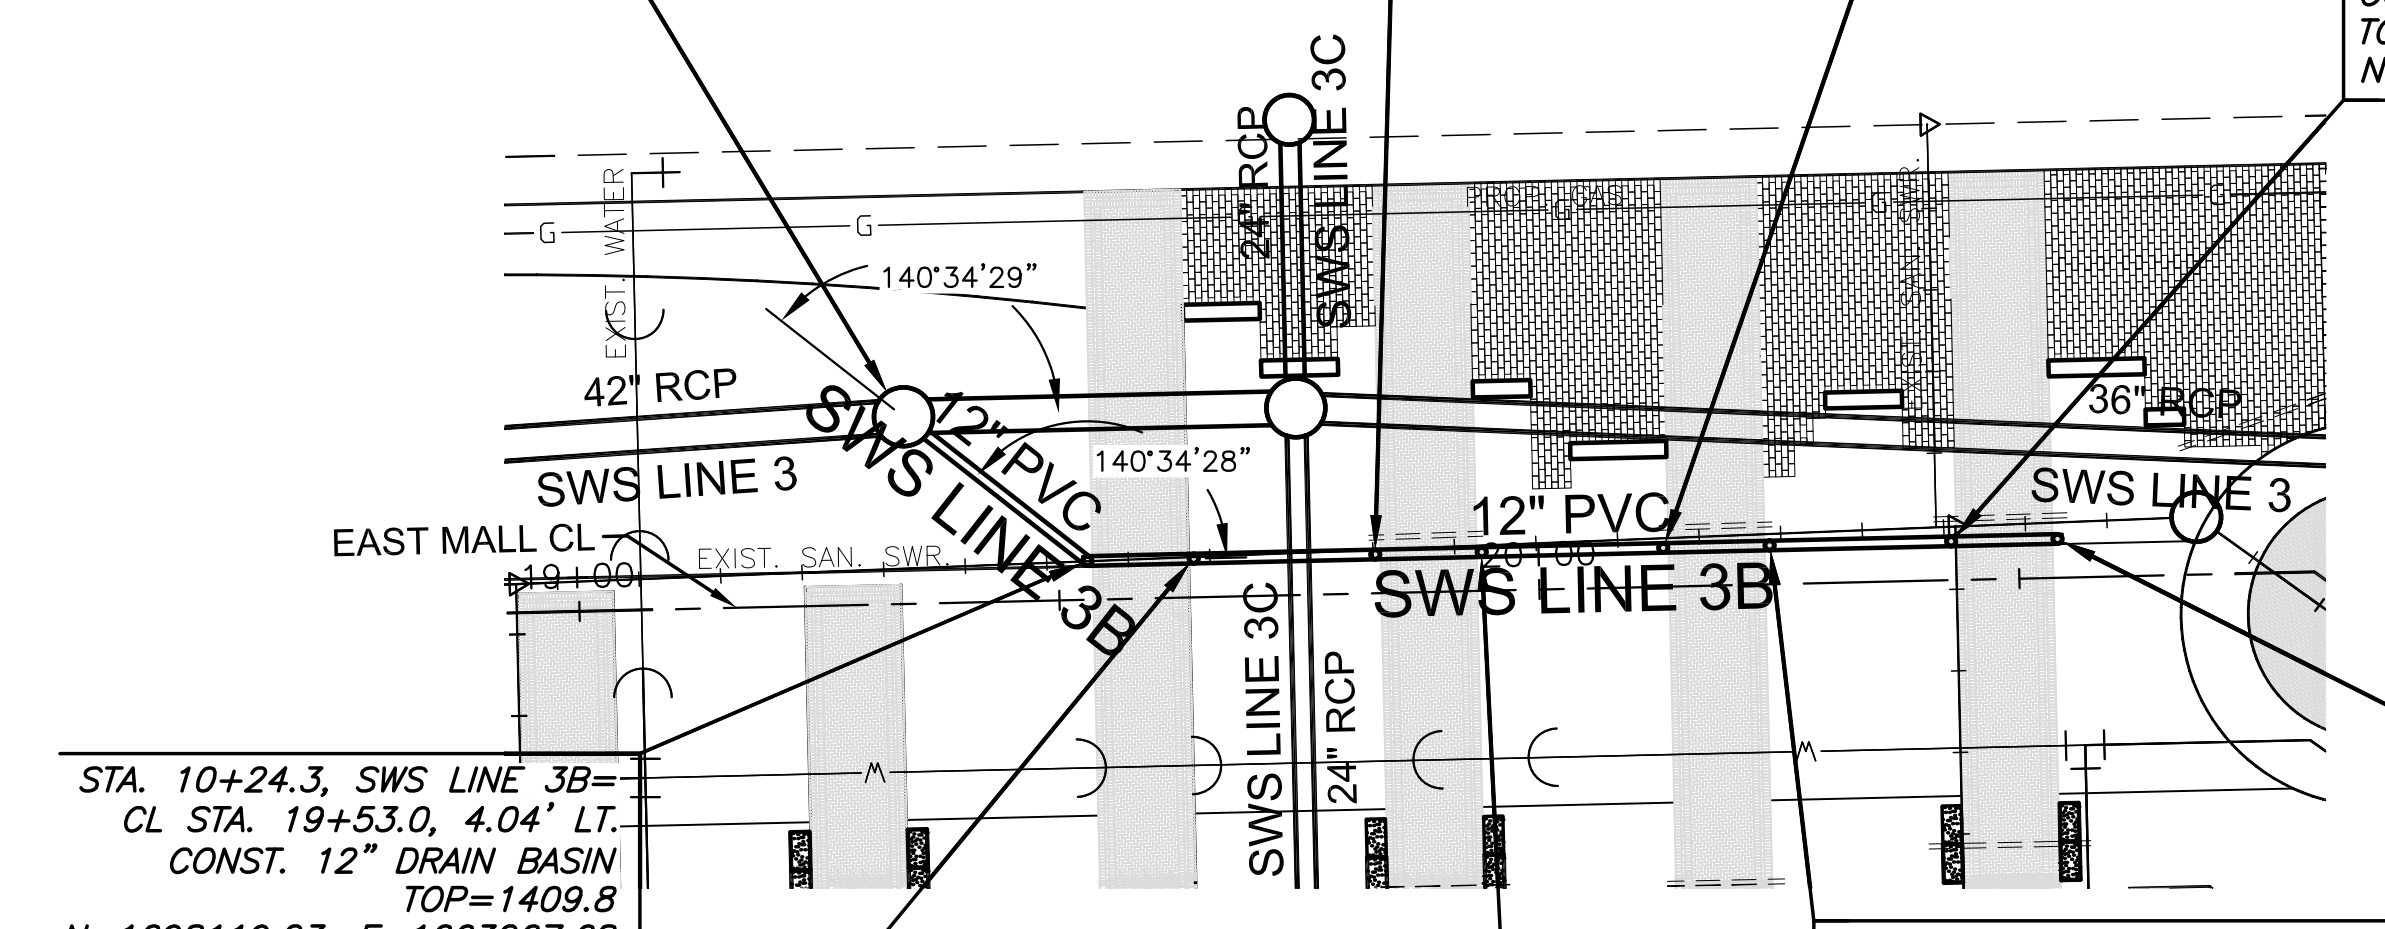 SWS LINE 3C
24" RCP
EXIST. WATER
PROP. GAS
EXIST. SAN. SWR.
G
G
G
G
G
140°34'29"
42" RCP
36" RCP
12" PVC
140°34'28"
SWS LINE 3
SWS LINE 3
SWS LINE 3B
12" PVC
EAST MALL CL
EXIST. SAN. SWR.
19+00
20+00
SWS LINE 3B
SWS LINE 3C
24" RCP
STA. 10+24.3, SWS LINE 3B=
CL STA. 19+53.0, 4.04' LT.
CONST. 12" DRAIN BASIN
TOP=1409.8